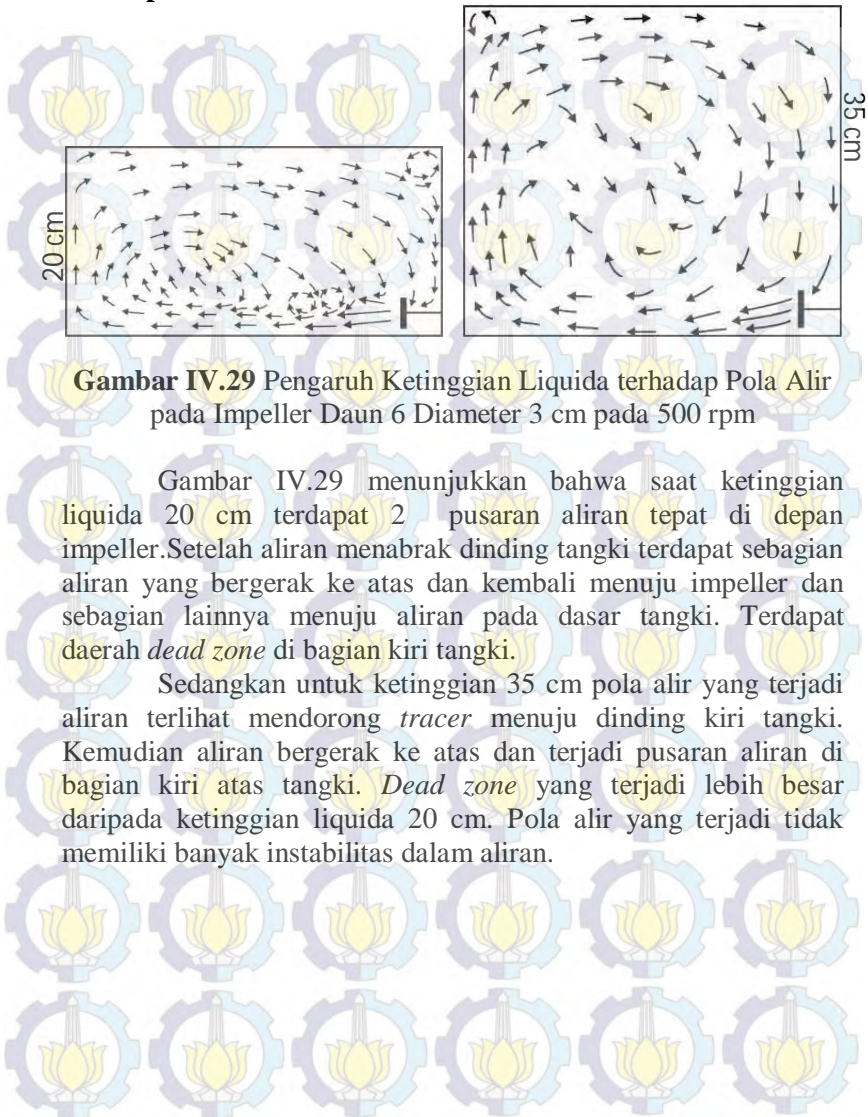 35 cm
20 cm
Gambar IV.29 Pengaruh Ketinggian Liquida terhadap Pola Alir
pada Impeller Daun 6 Diameter 3 cm pada 500 rpm
Gambar IV.29 menunjukkan bahwa saat ketinggian
liquida 20 cm terdapat 2 pusaran aliran tepat di depan
impeller.Setelah aliran menabrak dinding tangki terdapat sebagian
aliran yang bergerak ke atas dan kembali menuju impeller dan
sebagian lainnya menuju aliran pada dasar tangki. Terdapat
daerah dead zone di bagian kiri tangki.
Sedangkan untuk ketinggian 35 cm pola alir yang terjadi
aliran terlihat mendorong tracer menuju dinding kiri tangki.
Kemudian aliran bergerak ke atas dan terjadi pusaran aliran di
bagian kiri atas tangki. Dead zone yang terjadi lebih besar
daripada ketinggian liquida 20 cm. Pola alir yang terjadi tidak
memiliki banyak instabilitas dalam aliran.